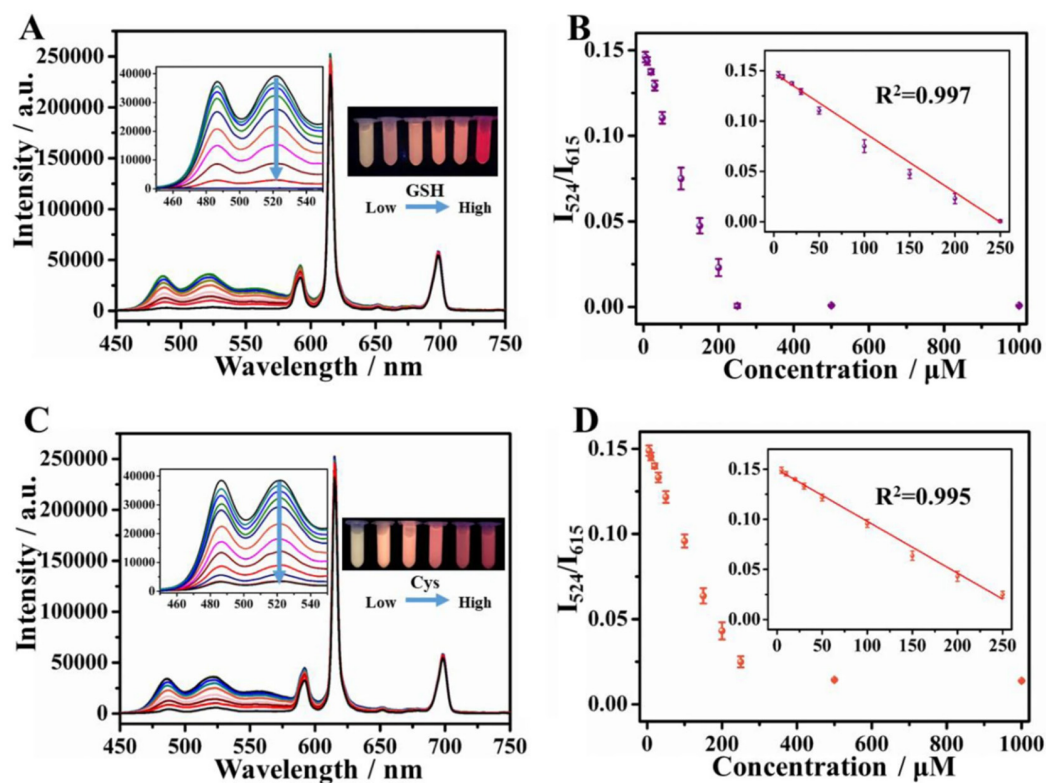 A
Intensity / a.u.
250000
200000
150000
100000
50000
0
40000
30000
20000
10000
0
460 480 500 520 540
GSH
Low High
450 500 550 600 650 700 750
Wavelength / nm
B
I524/I615
0.15
0.10
0.05
0.00
0.15
0.10
0.05
0.00
R2=0.997
0 50 100 150 200 250
0 200 400 600 800 1000
Concentration / µM
C
Intensity / a.u.
250000
200000
150000
100000
50000
0
40000
30000
20000
10000
0
460 480 500 520 540
Cys
Low High
450 500 550 600 650 700 750
Wavelength / nm
D
I524/I615
0.15
0.10
0.05
0.00
0.15
0.10
0.05
0.00
R2=0.995
0 50 100 150 200 250
0 200 400 600 800 1000
Concentration / µM